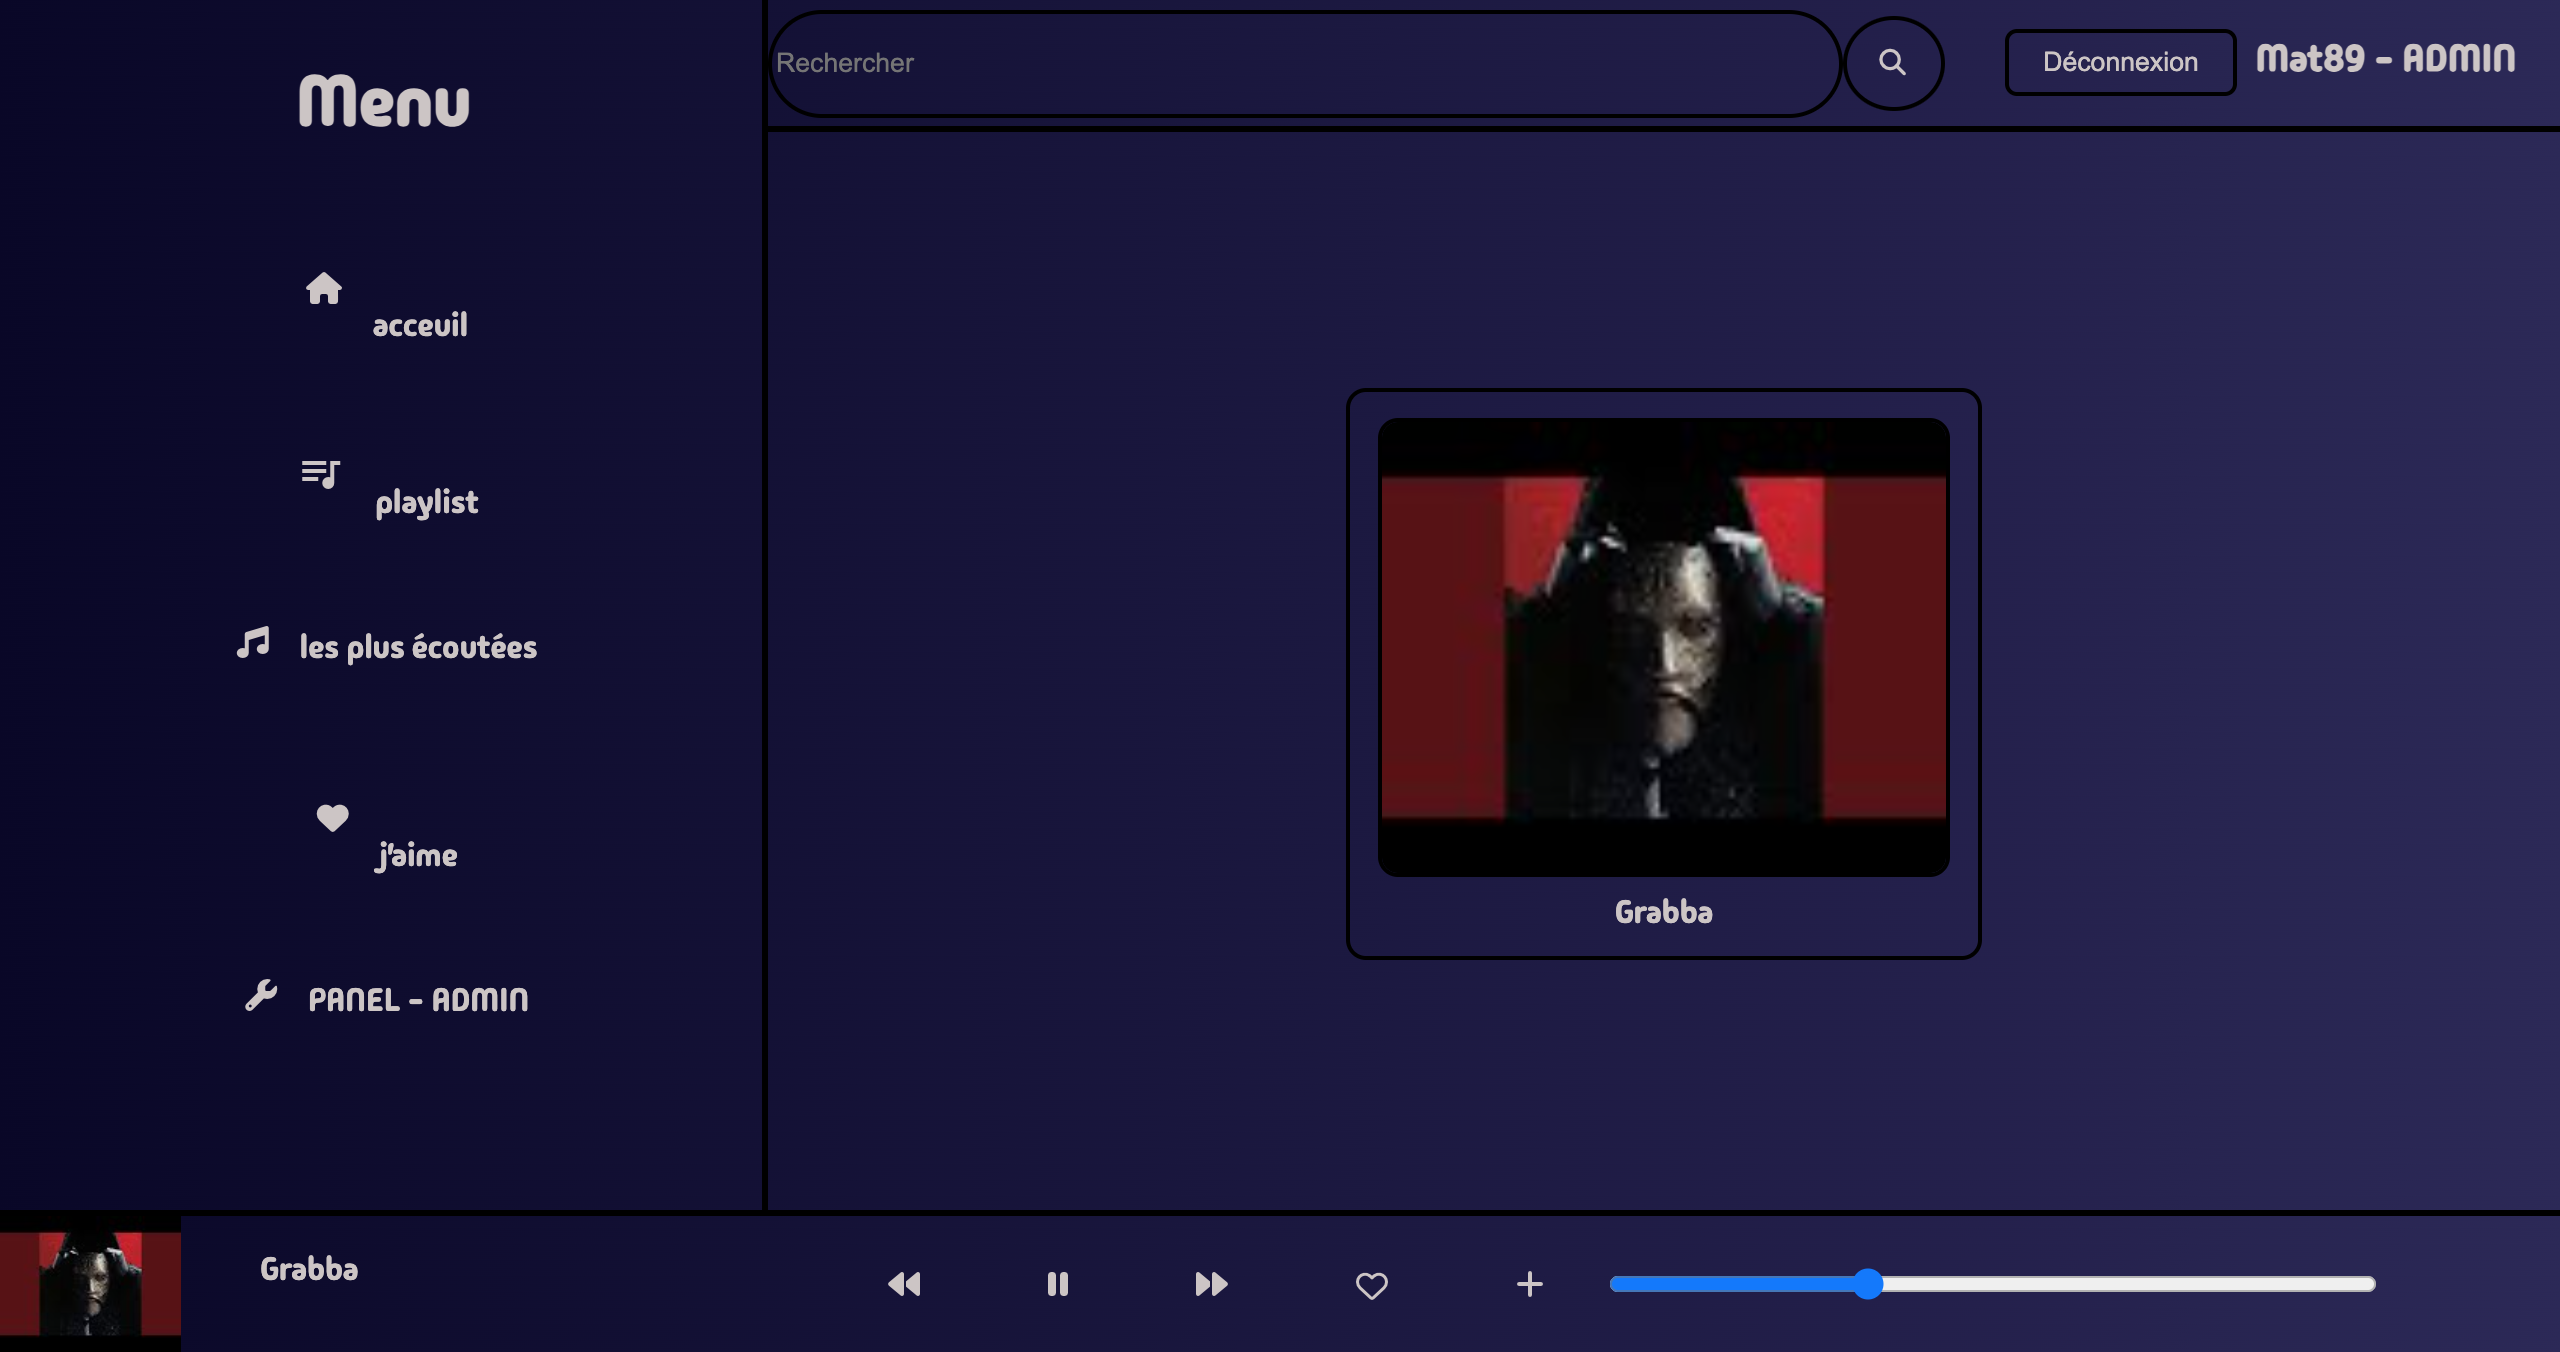 Menu
Rechercher
Déconnexion
Mat89 - ADMIN
acceuil
playlist
les plus écoutées
j'aime
PANEL - ADMIN
Grabba
Grabba